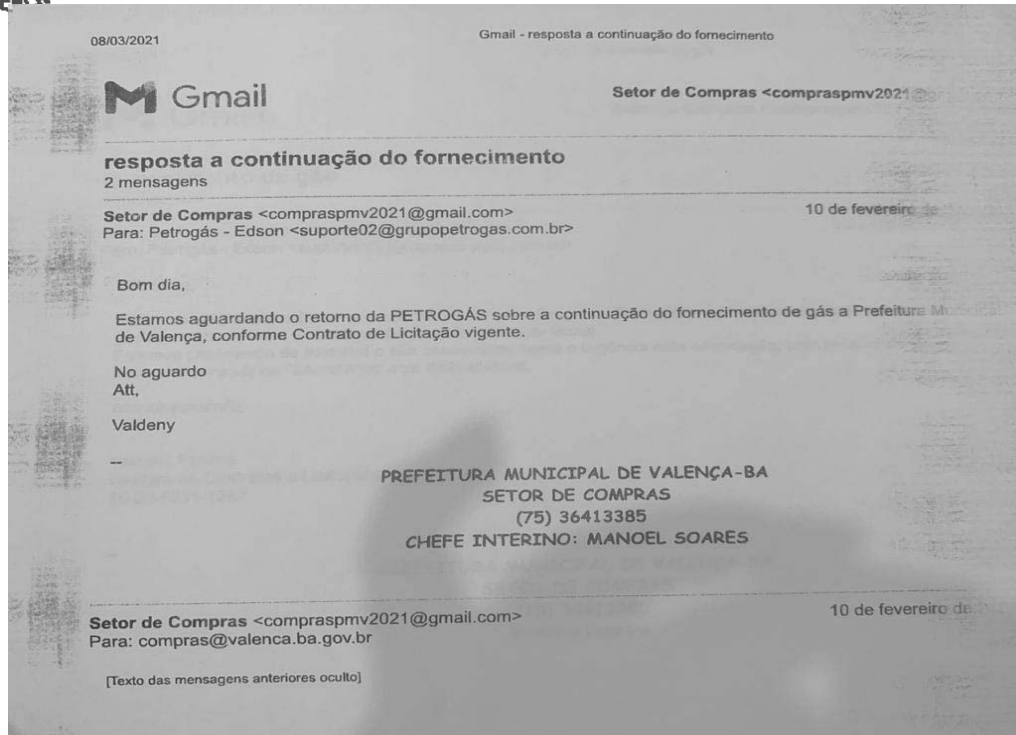 08/03/2021
Gmail - resposta a continuação do fornecimento
Gmail
Setor de Compras <compraspmv2021@
resposta a continuação do fornecimento
2 mensagens
Setor de Compras <compraspmv2021@gmail.com>
10 de fevereiro de
Para: Petrogás - Edson <suporte02@grupopetrogas.com.br>
Bom dia,
Estamos aguardando o retorno da PETROGÁS sobre a continuação do fornecimento de gás a Prefeitura Municipal
de Valença, conforme Contrato de Licitação vigente.
No aguardo
Att,
Valdeny
--
PREFEITURA MUNICIPAL DE VALENÇA-BA
SETOR DE COMPRAS
(75) 36413385
CHEFE INTERINO: MANOEL SOARES
Setor de Compras <compraspmv2021@gmail.com>
10 de fevereiro de
Para: compras@valenca.ba.gov.br
[Texto das mensagens anteriores oculto]